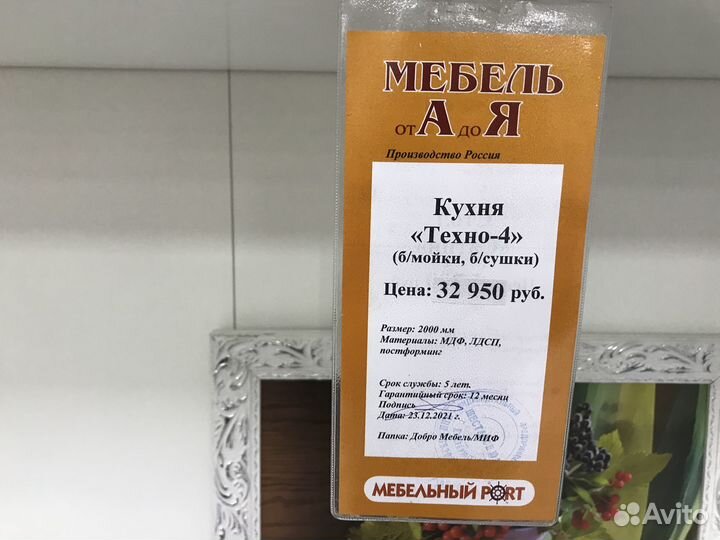 МЕБЕЛЬ
от А до Я
Производство Россия
Кухня
«Техно-4»
(б/мойки, б/сушки)
Цена: 32 950 руб.
Размер: 2000 мм
Материалы: МДФ, ЛДСП,
постформинг
Срок службы: 5 лет.
Гарантийный срок: 12 месяц
Подпись
Дата: 23.12.2021 г.
Папка: Добро Мебель/МИФ
МЕБЕЛЬНЫЙ PORT
Avito